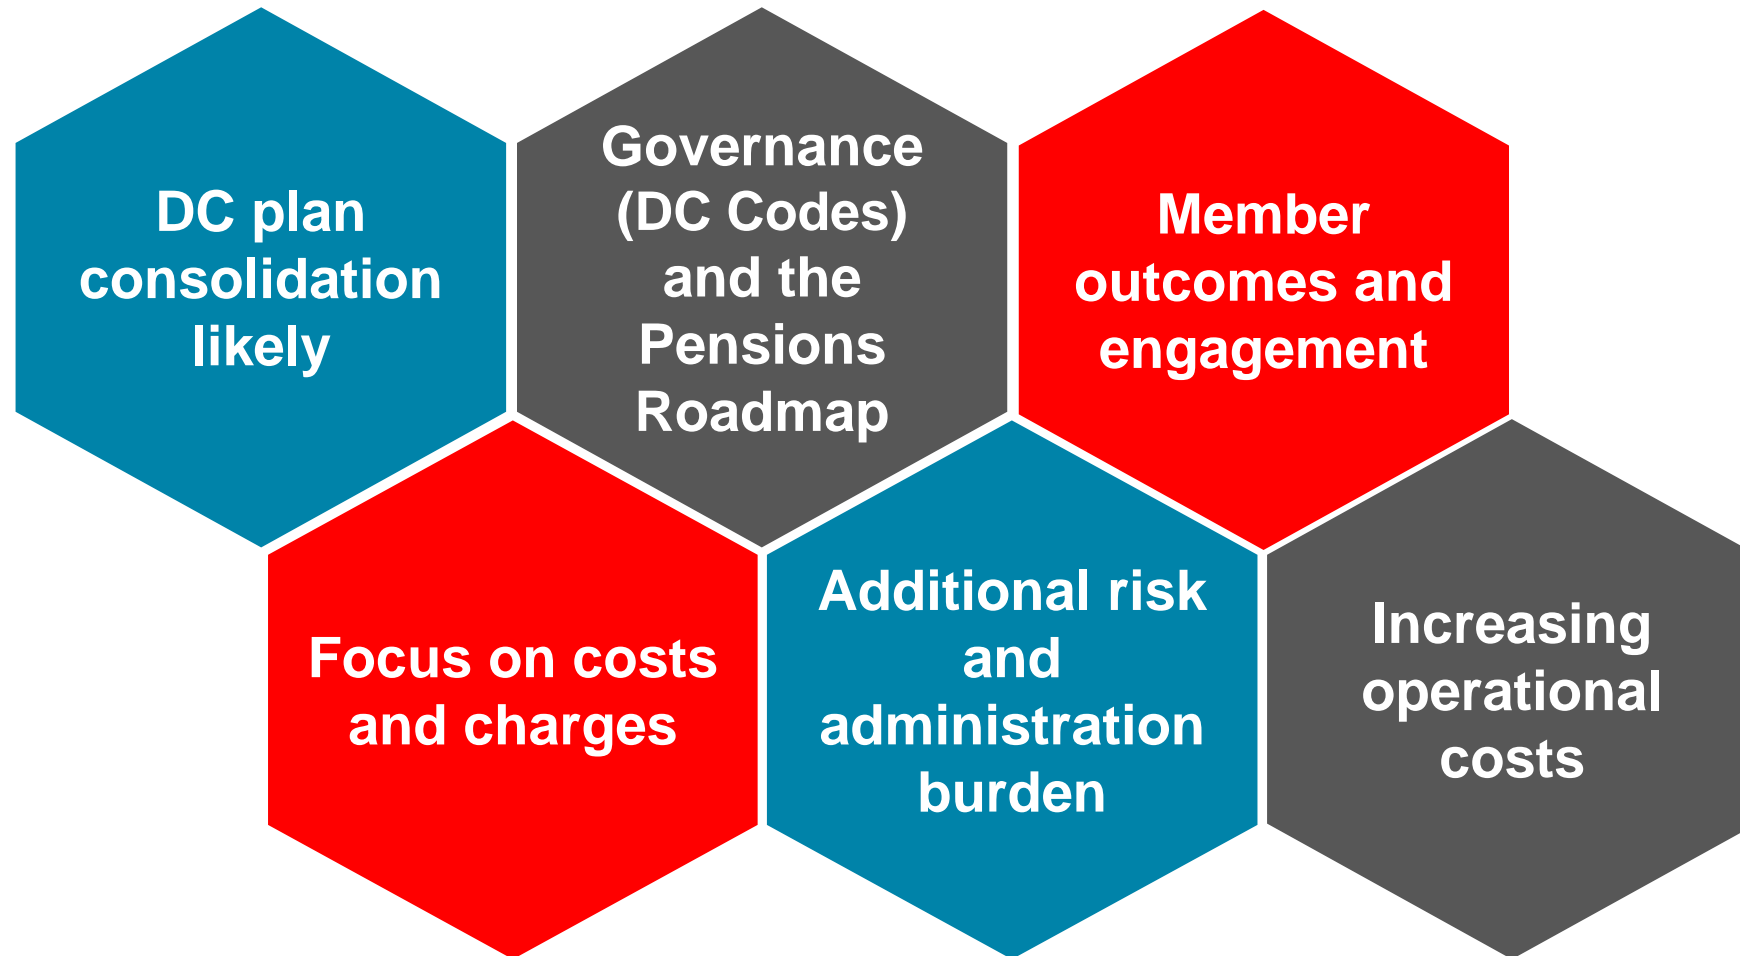 DC plan
consolidation
likely
Governance
(DC Codes)
and the
Pensions
Roadmap
Member
outcomes and
engagement
Focus on costs
and charges
Additional risk
and
administration
burden
Increasing
operational
costs